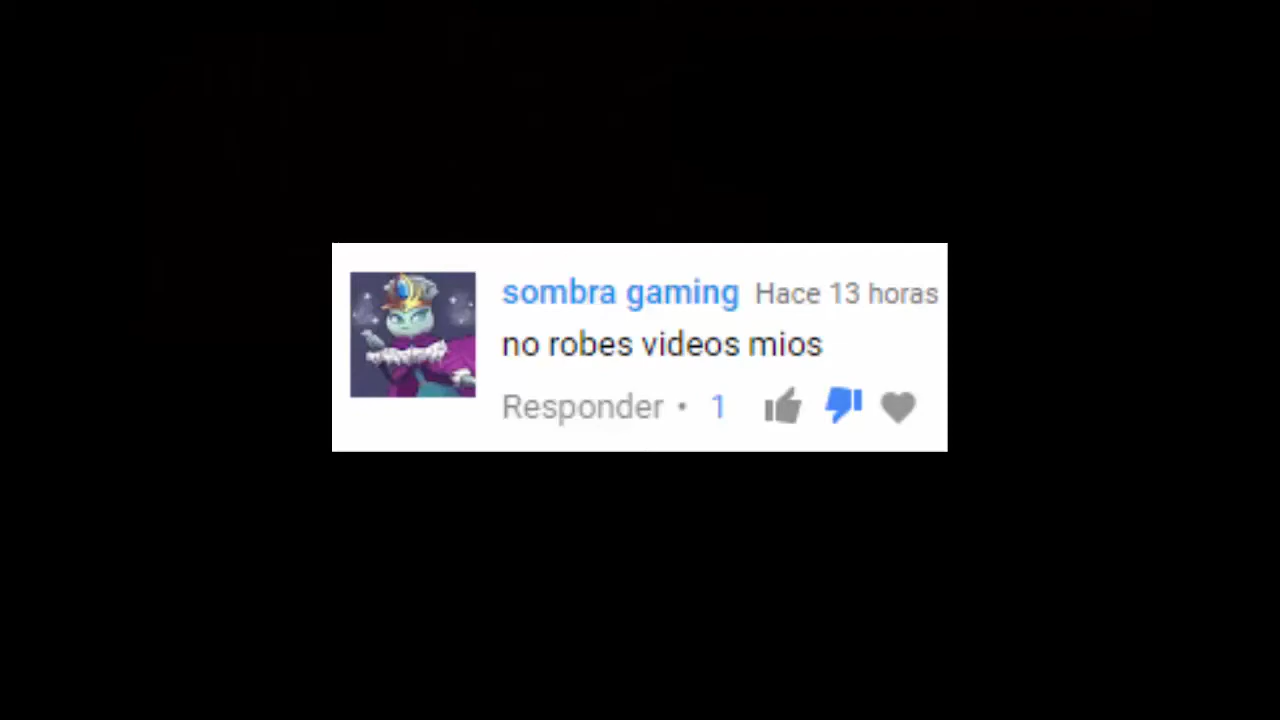 sombra gaming Hace 13 horas
no robes videos mios
Responder • 1